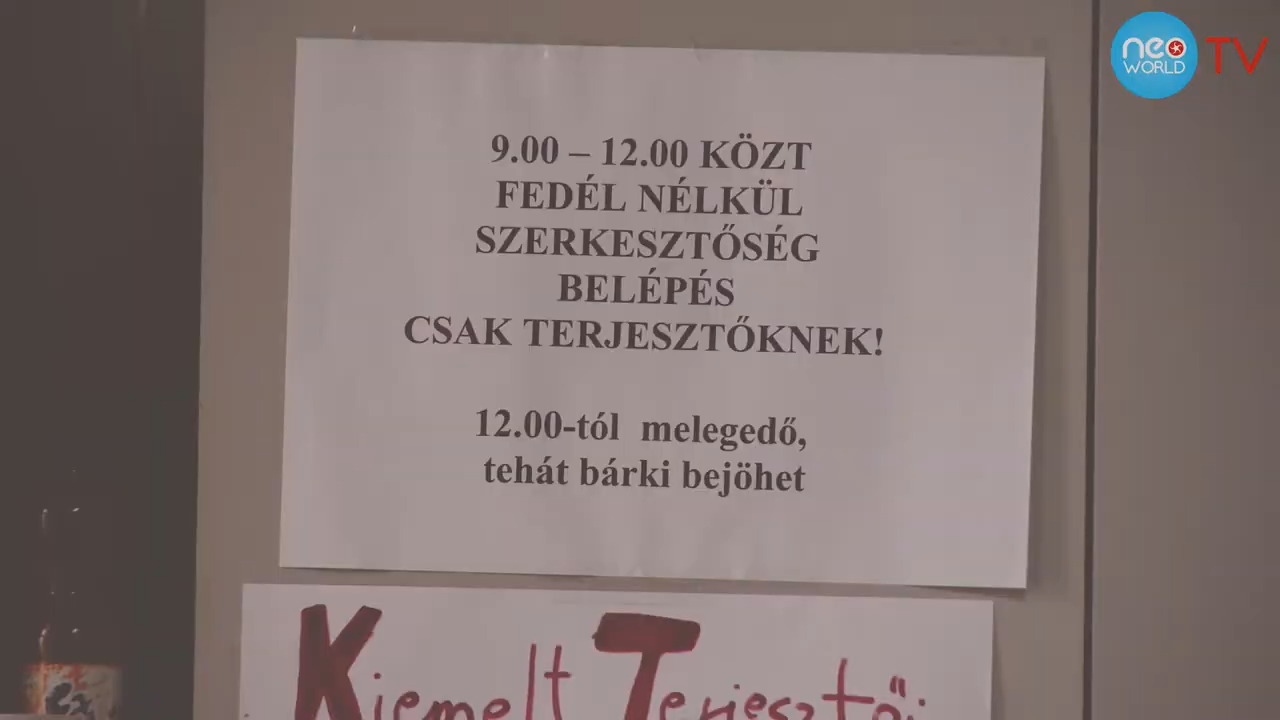 neo WORLD TV
9.00 – 12.00 KÖZT
FEDÉL NÉLKÜL
SZERKESZTŐSÉG
BELÉPÉS
CSAK TERJESZTŐKNEK!
12.00-tól melegedő,
tehát bárki bejöhet
Kiemelt Terjesztő: